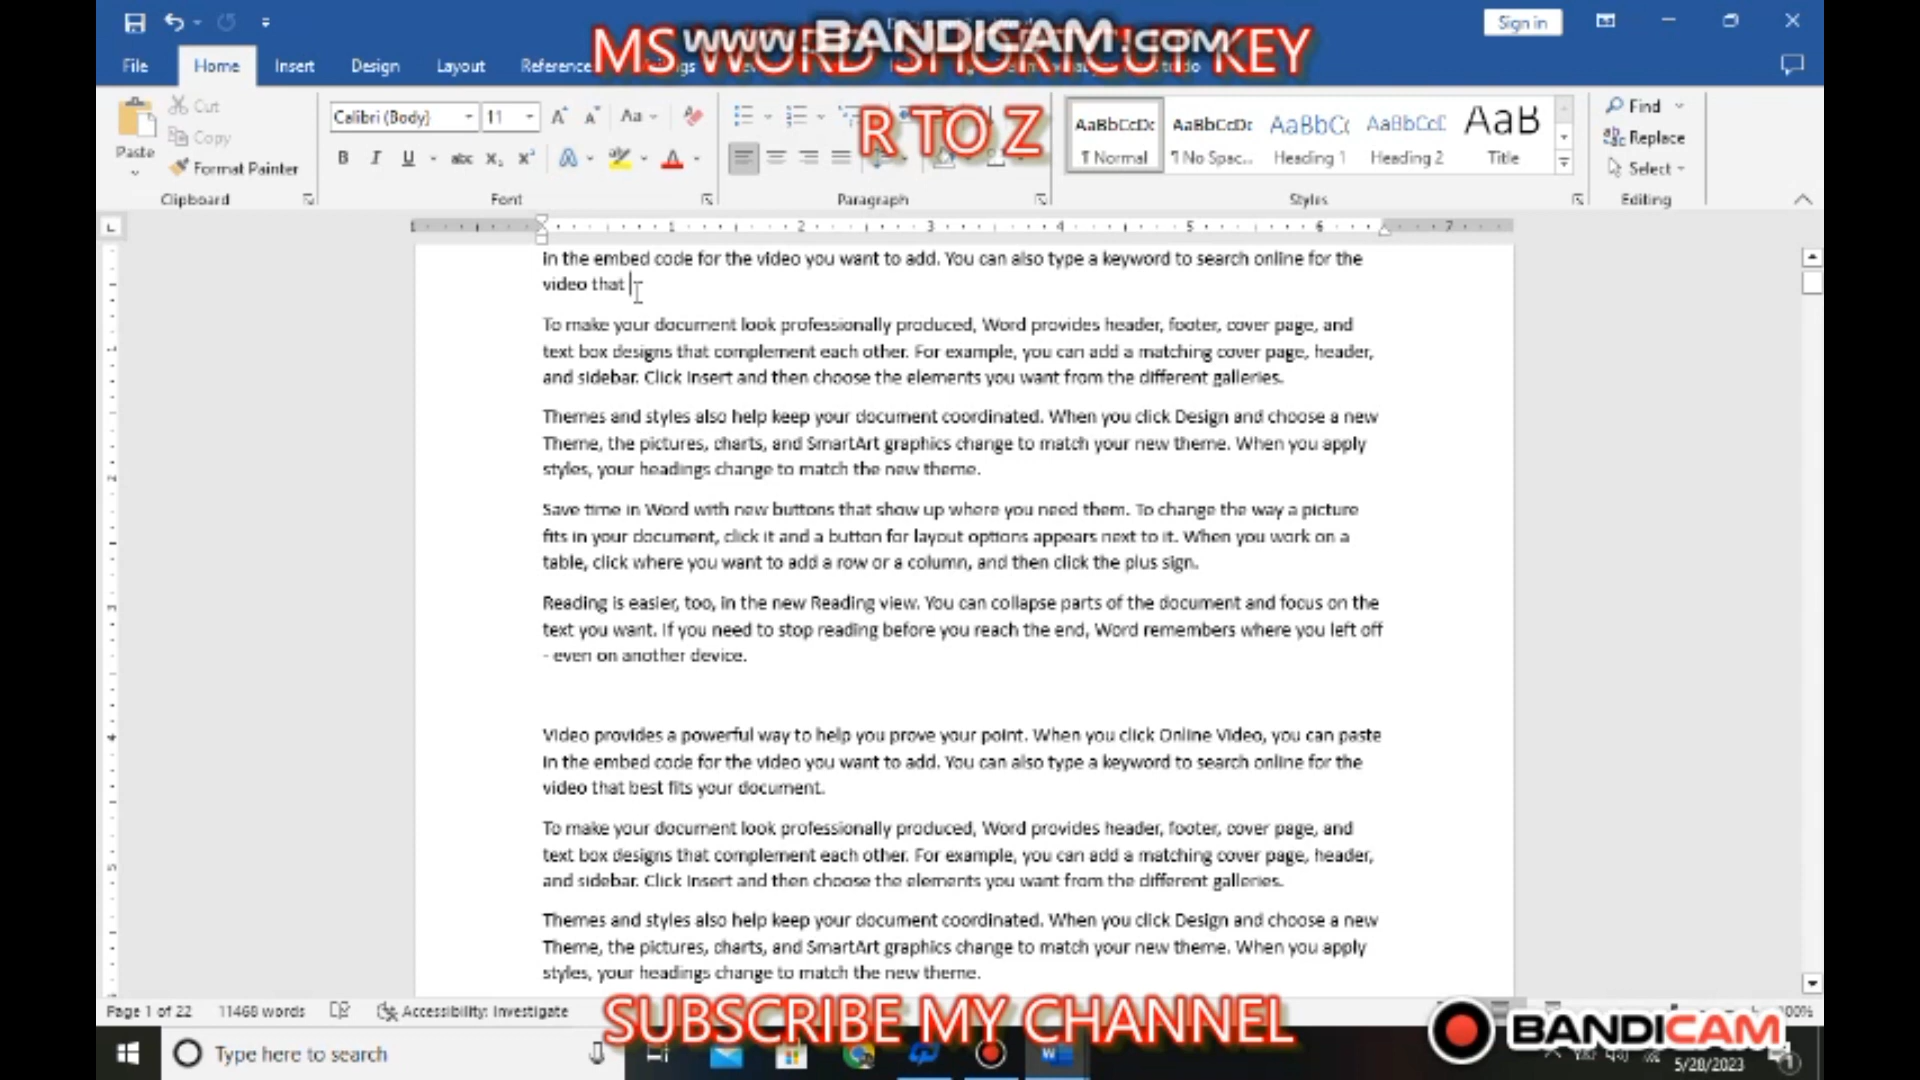 Sign in
www.BANDICAM.com
MS WORD SHORTCUT KEY
File Home Insert Design Layout Reference
R TO Z
Cut
Copy
Paste
Format Painter
Calibri (Body) 11
Aa
B I U abc X₂ X²
AaBbCcDc AaBbCcDc AaBbC( AaBbCcC AaB
¶ Normal ¶ No Spac... Heading 1 Heading 2 Title
Find
Replace
Select
Clipboard Font Paragraph Styles Editing
1 1 2 3 4 5 6 7
in the embed code for the video you want to add. You can also type a keyword to search online for the
video that
To make your document look professionally produced, Word provides header, footer, cover page, and
text box designs that complement each other. For example, you can add a matching cover page, header,
and sidebar. Click Insert and then choose the elements you want from the different galleries.
Themes and styles also help keep your document coordinated. When you click Design and choose a new
Theme, the pictures, charts, and SmartArt graphics change to match your new theme. When you apply
styles, your headings change to match the new theme.
Save time in Word with new buttons that show up where you need them. To change the way a picture
fits in your document, click it and a button for layout options appears next to it. When you work on a
table, click where you want to add a row or a column, and then click the plus sign.
Reading is easier, too, in the new Reading view. You can collapse parts of the document and focus on the
text you want. If you need to stop reading before you reach the end, Word remembers where you left off
- even on another device.
Video provides a powerful way to help you prove your point. When you click Online Video, you can paste
in the embed code for the video you want to add. You can also type a keyword to search online for the
video that best fits your document.
To make your document look professionally produced, Word provides header, footer, cover page, and
text box designs that complement each other. For example, you can add a matching cover page, header,
and sidebar. Click Insert and then choose the elements you want from the different galleries.
Themes and styles also help keep your document coordinated. When you click Design and choose a new
Theme, the pictures, charts, and SmartArt graphics change to match your new theme. When you apply
styles, your headings change to match the new theme.
Page 1 of 22 11468 words Accessibility: Investigate
SUBSCRIBE MY CHANNEL
BANDICAM
Type here to search
5/28/2023